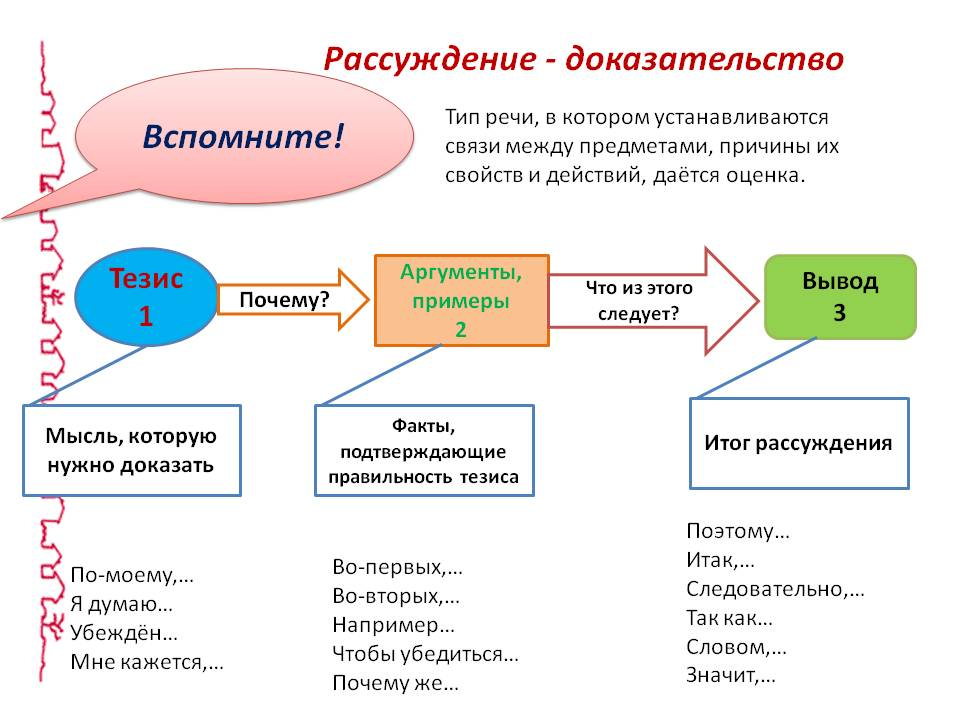 Рассуждение - доказательство
Вспомните!
Тип речи, в котором устанавливаются
связи между предметами, причины их
свойств и действий, даётся оценка.
Тезис
1
Почему?
Аргументы,
примеры
2
Что из этого
следует?
Вывод
3
Мысль, которую
нужно доказать
Факты,
подтверждающие
правильность тезиса
Итог рассуждения
По-моему,...
Я думаю...
Убеждён...
Мне кажется,...
Во-первых,...
Во-вторых,...
Например...
Чтобы убедиться...
Почему же...
Поэтому...
Итак,...
Следовательно,...
Так как...
Словом,...
Значит,...